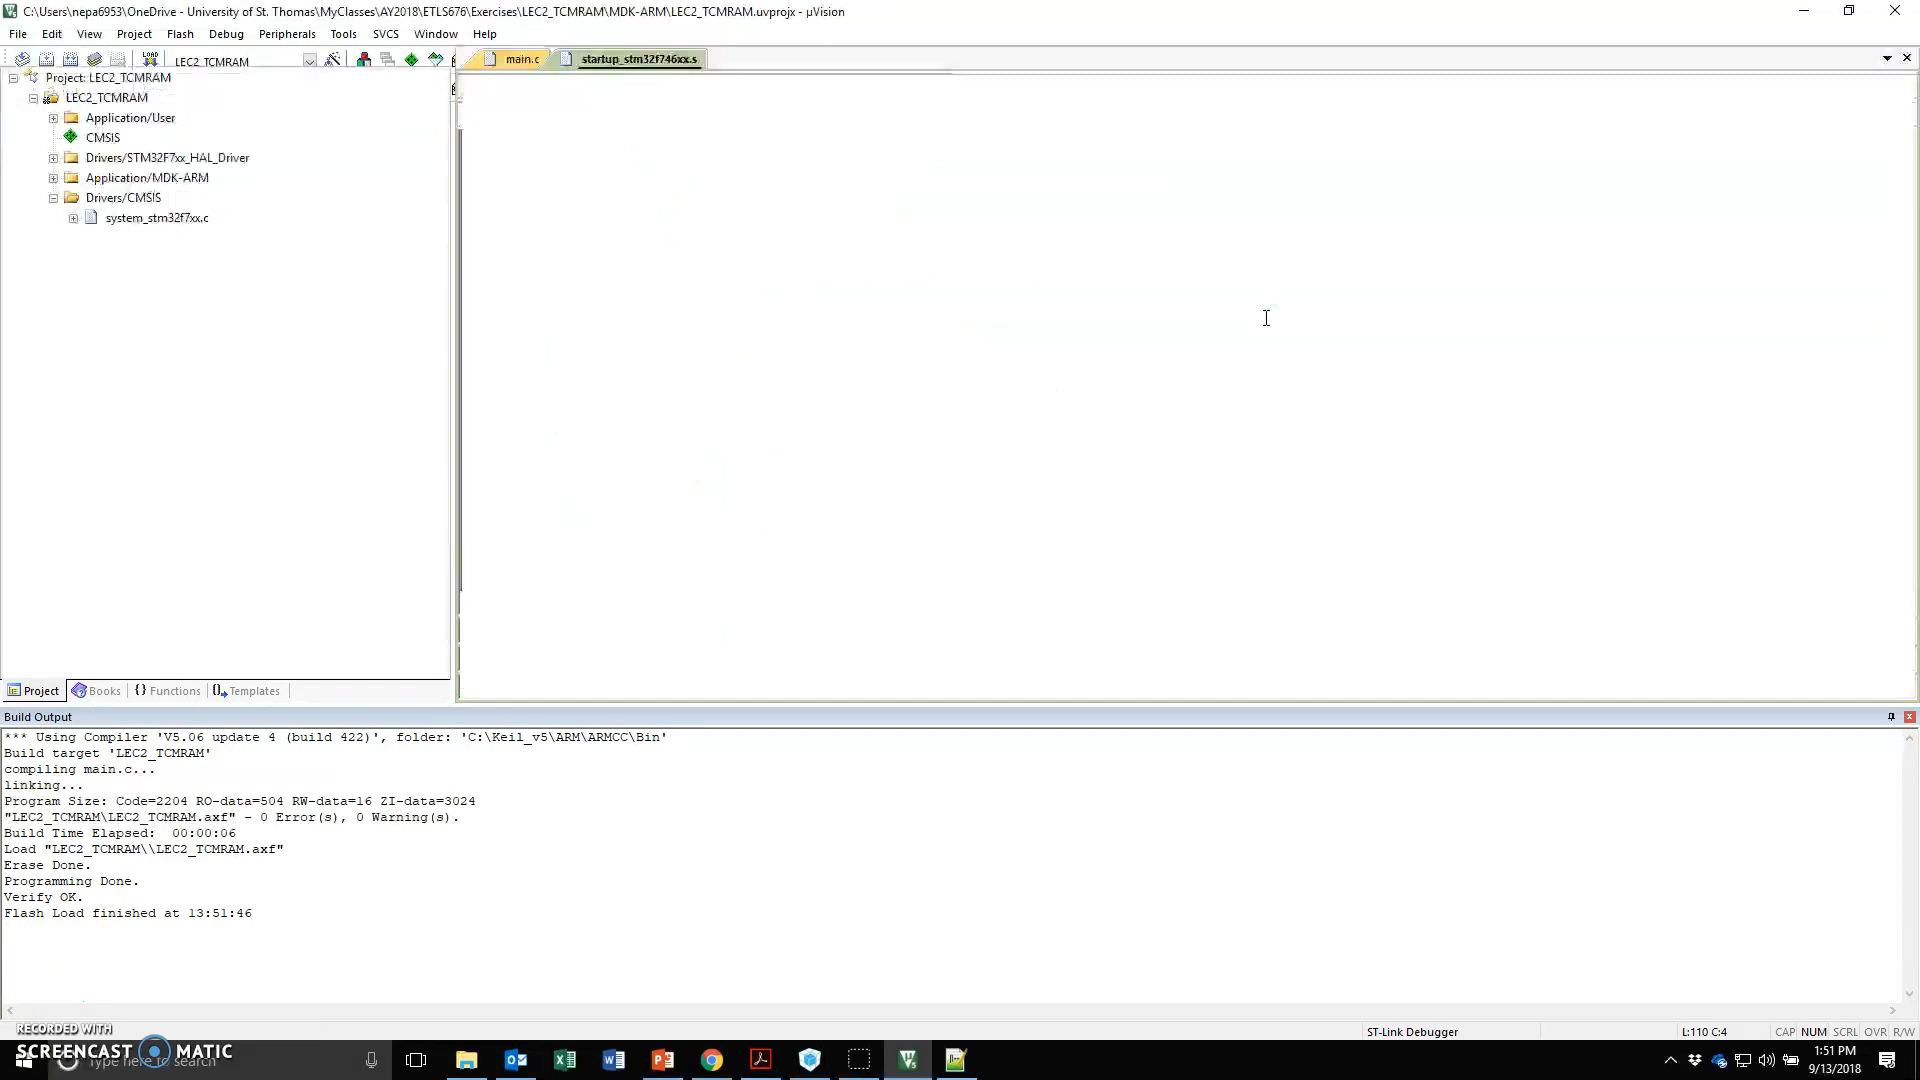 C:\Users\nepa6953\OneDrive - University of St. Thomas\MyClasses\AY2018\ETLS676\Exercises\LEC2_TCMRAM\MDK-ARM\LEC2_TCMRAM.uvprojx - µVision
File Edit View Project Flash Debug Peripherals Tools SVCS Window Help
LOAD LEC2_TCMRAM
main.c startup_stm32f746xx.s
Project: LEC2_TCMRAM
LEC2_TCMRAM
Application/User
CMSIS
Drivers/STM32F7xx_HAL_Driver
Application/MDK-ARM
Drivers/CMSIS
system_stm32f7xx.c
Project Books {} Functions Templates
Build Output
*** Using Compiler 'V5.06 update 4 (build 422)', folder: 'C:\Keil_v5\ARM\ARMCC\Bin'
Build target 'LEC2_TCMRAM'
compiling main.c...
linking...
Program Size: Code=2204 RO-data=504 RW-data=16 ZI-data=3024
"LEC2_TCMRAM\LEC2_TCMRAM.axf" - 0 Error(s), 0 Warning(s).
Build Time Elapsed:  00:00:06
Load "LEC2_TCMRAM\\LEC2_TCMRAM.axf"
Erase Done.
Programming Done.
Verify OK.
Flash Load finished at 13:51:46
ST-Link Debugger L:110 C:4 CAP NUM SCRL OVR R/W
RECORDED WITH
SCREENCAST MATIC
Type here to search
1:51 PM
9/13/2018